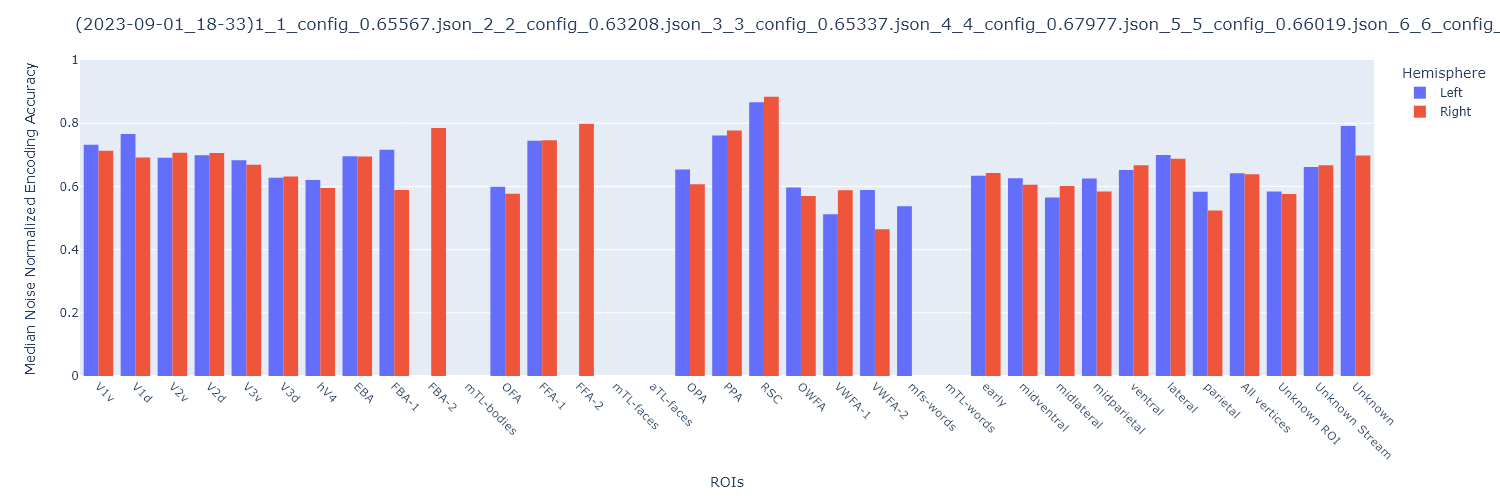 (2023-09-01_18-33)1_1_config_0.65567.json_2_2_config_0.63208.json_3_3_config_0.65337.json_4_4_config_0.67977.json_5_5_config_0.66019.json_6_6_config_
Median Noise Normalized Encoding Accuracy
1
0.8
0.6
0.4
0.2
0
V1v
V1d
V2v
V2d
V3v
V3d
hV4
EBA
FBA-1
FBA-2
mTL-bodies
OFA
FFA-1
FFA-2
mTL-faces
aTL-faces
OPA
PPA
RSC
OWFA
VWFA-1
VWFA-2
mfs-words
mTL-words
early
midventral
midlateral
midparietal
ventral
lateral
parietal
All vertices
Unknown ROI
Unknown Stream
Unknown
ROIs
Hemisphere
Left
Right